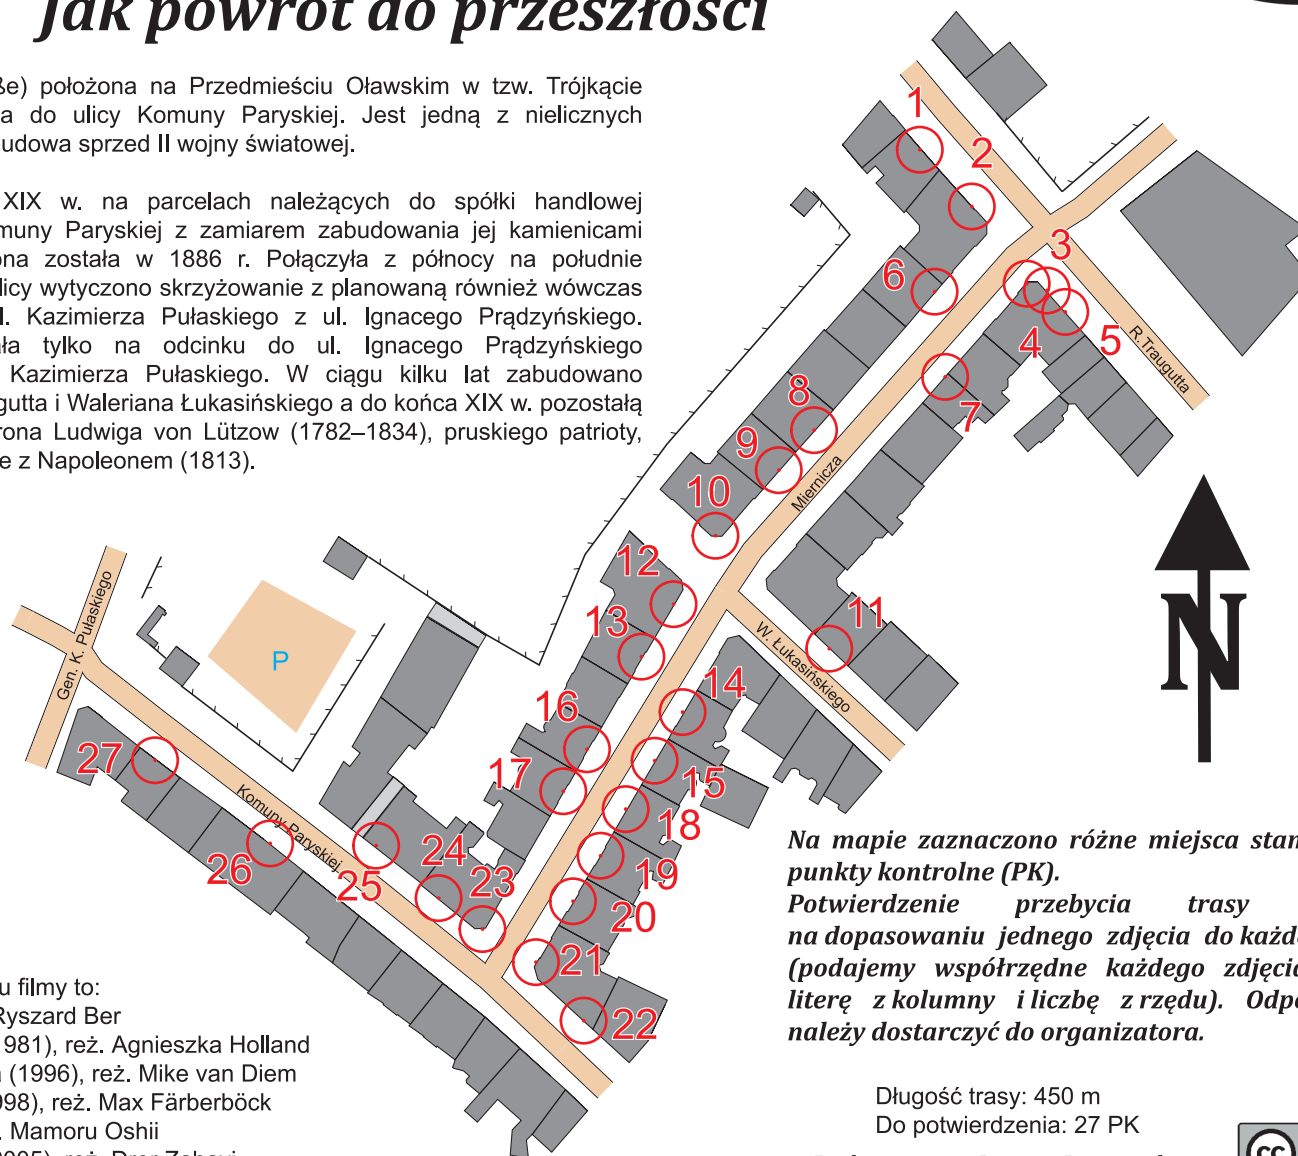 jak powrót do przeszłości
ße) położona na Przedmieściu Oławskim w tzw. Trójkącie
a do ulicy Komuny Paryskiej. Jest jedną z nielicznych
udowa sprzed II wojny światowej.
XIX w. na parcelach należących do spółki handlowej
muny Paryskiej z zamiarem zabudowania jej kamienicami
ona została w 1886 r. Połączyła z północy na południe
licy wytyczono skrzyżowanie z planowaną również wówczas
l. Kazimierza Pułaskiego z ul. Ignacego Prądzyńskiego.
ała tylko na odcinku do ul. Ignacego Prądzyńskiego
Kazimierza Pułaskiego. W ciągu kilku lat zabudowano
gutta i Waleriana Łukasińskiego a do końca XIX w. pozostałą
rona Ludwiga von Lützow (1782–1834), pruskiego patrioty,
e z Napoleonem (1813).
1
2
3
4
5
R.Traugutta
6
7
8
9
10
Miernicza
11
W. Łukasińskiego
12
13
14
15
16
17
18
19
20
21
22
23
24
25
26
27
Gen. K. Pułaskiego
P
Komuny Paryskiej
N
Na mapie zaznaczono różne miejsca stan
punkty kontrolne (PK).
Potwierdzenie przebycia trasy
na dopasowaniu jednego zdjęcia do każd
(podajemy współrzędne każdego zdjęcia
literę z kolumny i liczbę z rzędu). Odpo
należy dostarczyć do organizatora.
Długość trasy: 450 m
Do potwierdzenia: 27 PK
u filmy to:
Ryszard Ber
981), reż. Agnieszka Holland
a (1996), reż. Mike van Diem
998), reż. Max Färberböck
. Mamoru Oshii
cc